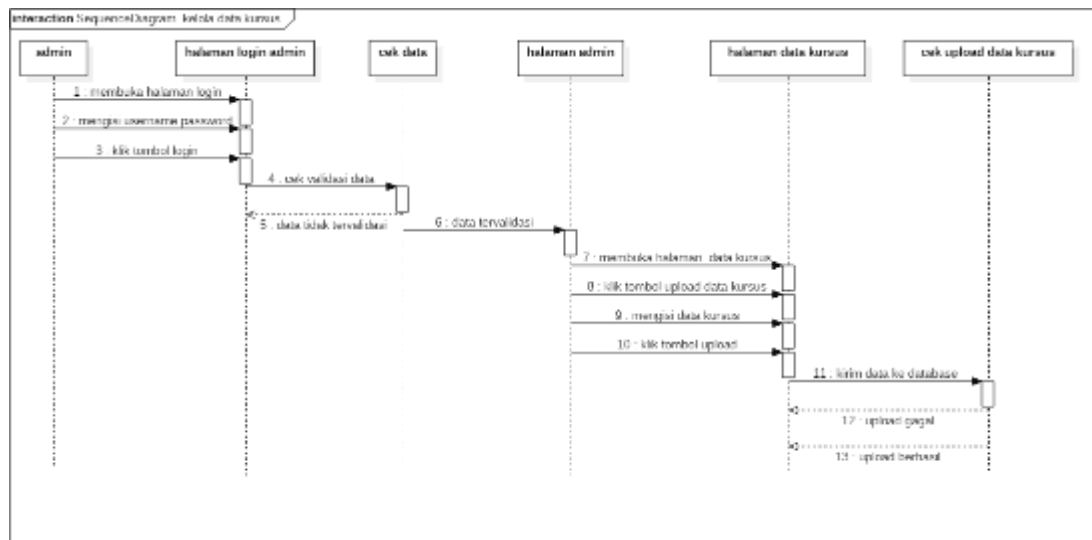 interaction SequenceDiagram kelola data kursus
admin
halaman login admin
cek data
halaman admin
halaman data kursus
cek upload data kursus
1 : membuka halaman login
2 : mengisi username password
3 : klik tombol login
4 : cek validasi data
5 : data tidak tervalidasi
6 : data tervalidasi
7 : membuka halaman data kursus
8 : klik tombol upload data kursus
9 : mengisi data kursus
10 : klik tombol upload
11 : kirim data ke database
12 : upload gagal
13 : upload berhasil